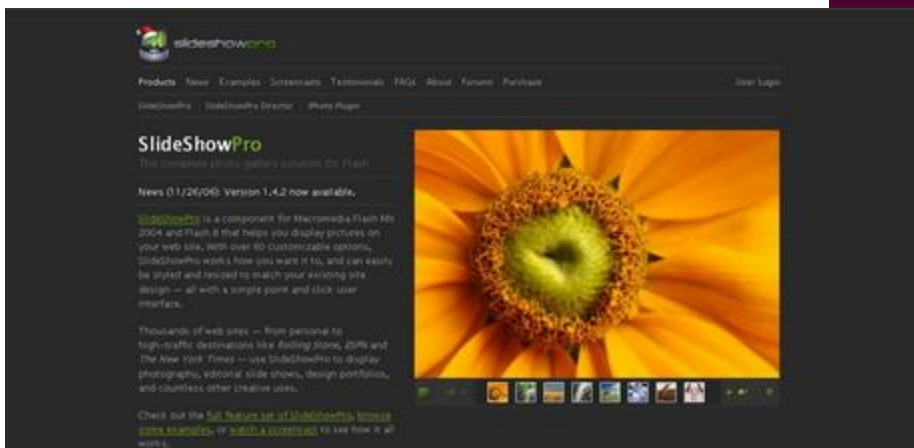 slideshowpro
Products News Examples Screencasts Testimonials FAQs About Forums Purchase User Login
SlideShowPro SlideShowPro Director iPhoto Plugin
SlideShowPro
The complete photo gallery solution for Flash
News (11/26/06): Version 1.4.2 now available.
SlideShowPro is a component for Macromedia Flash MX
2004 and Flash 8 that helps you display pictures on
your web site. With over 60 customizable options,
SlideShowPro works how you want it to, and can easily
be styled and resized to match your existing site
design — all with a simple point and click user
interface.
Thousands of web sites — from personal to
high-traffic destinations like Rolling Stone, ESPN and
The New York Times — use SlideShowPro to display
photography, editorial slide shows, design portfolios,
and countless other creative uses.
Check out the full feature set of SlideShowPro, browse
some examples, or watch a screencast to see how it all
works.